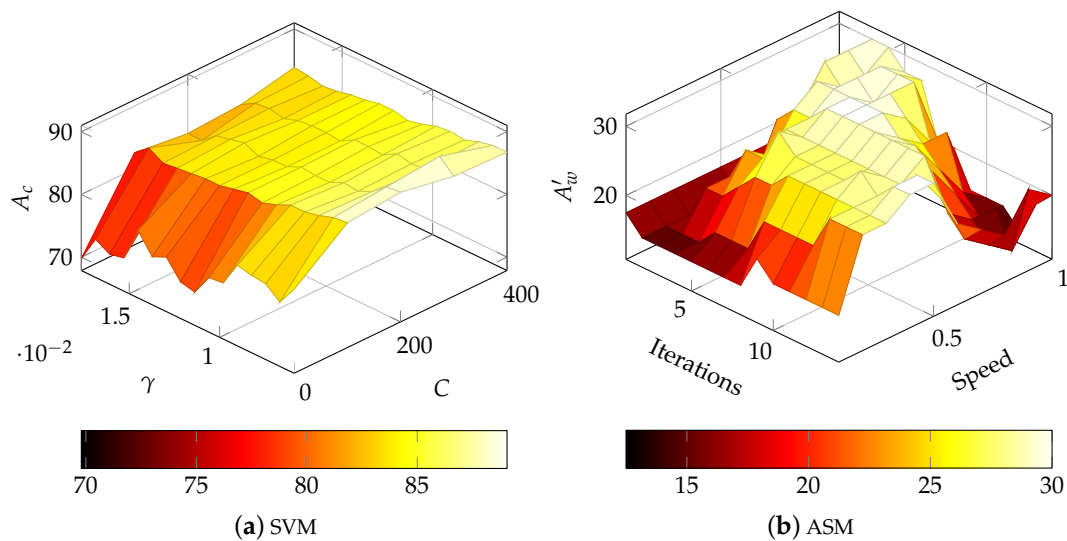 90
80
70
A_c
1.5
1
·10⁻²
γ
0
200
400
C
70 75 80 85
(a) SVM
30
20
A′_w
5
10
Iterations
0.5
1
Speed
15 20 25 30
(b) ASM